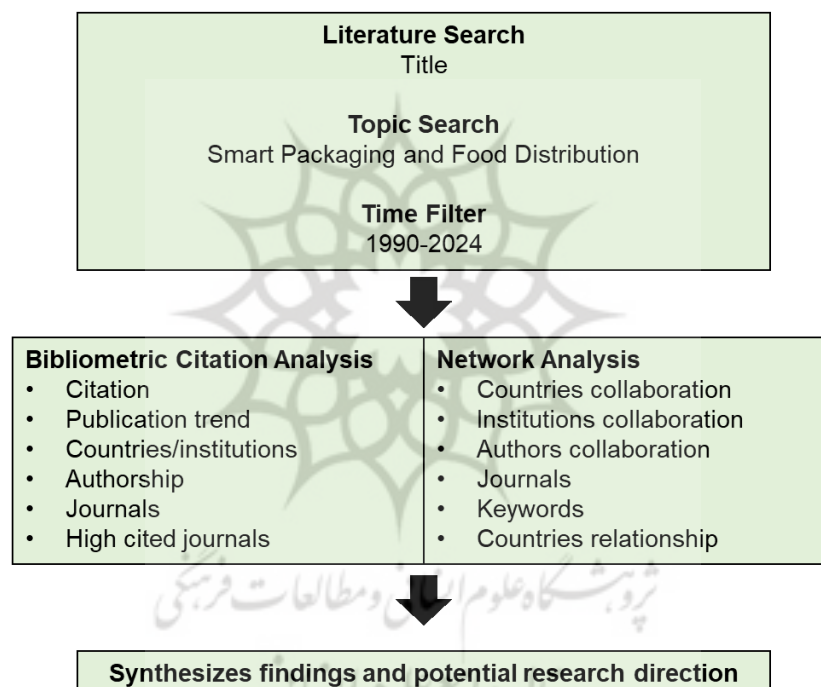 Literature Search
Title
Topic Search
Smart Packaging and Food Distribution
Time Filter
1990-2024
Bibliometric Citation Analysis
• Citation
• Publication trend
• Countries/institutions
• Authorship
• Journals
• High cited journals
Network Analysis
• Countries collaboration
• Institutions collaboration
• Authors collaboration
• Journals
• Keywords
• Countries relationship
پژوهشگاه علوم انسانی و مطالعات فرهنگی
Synthesizes findings and potential research direction